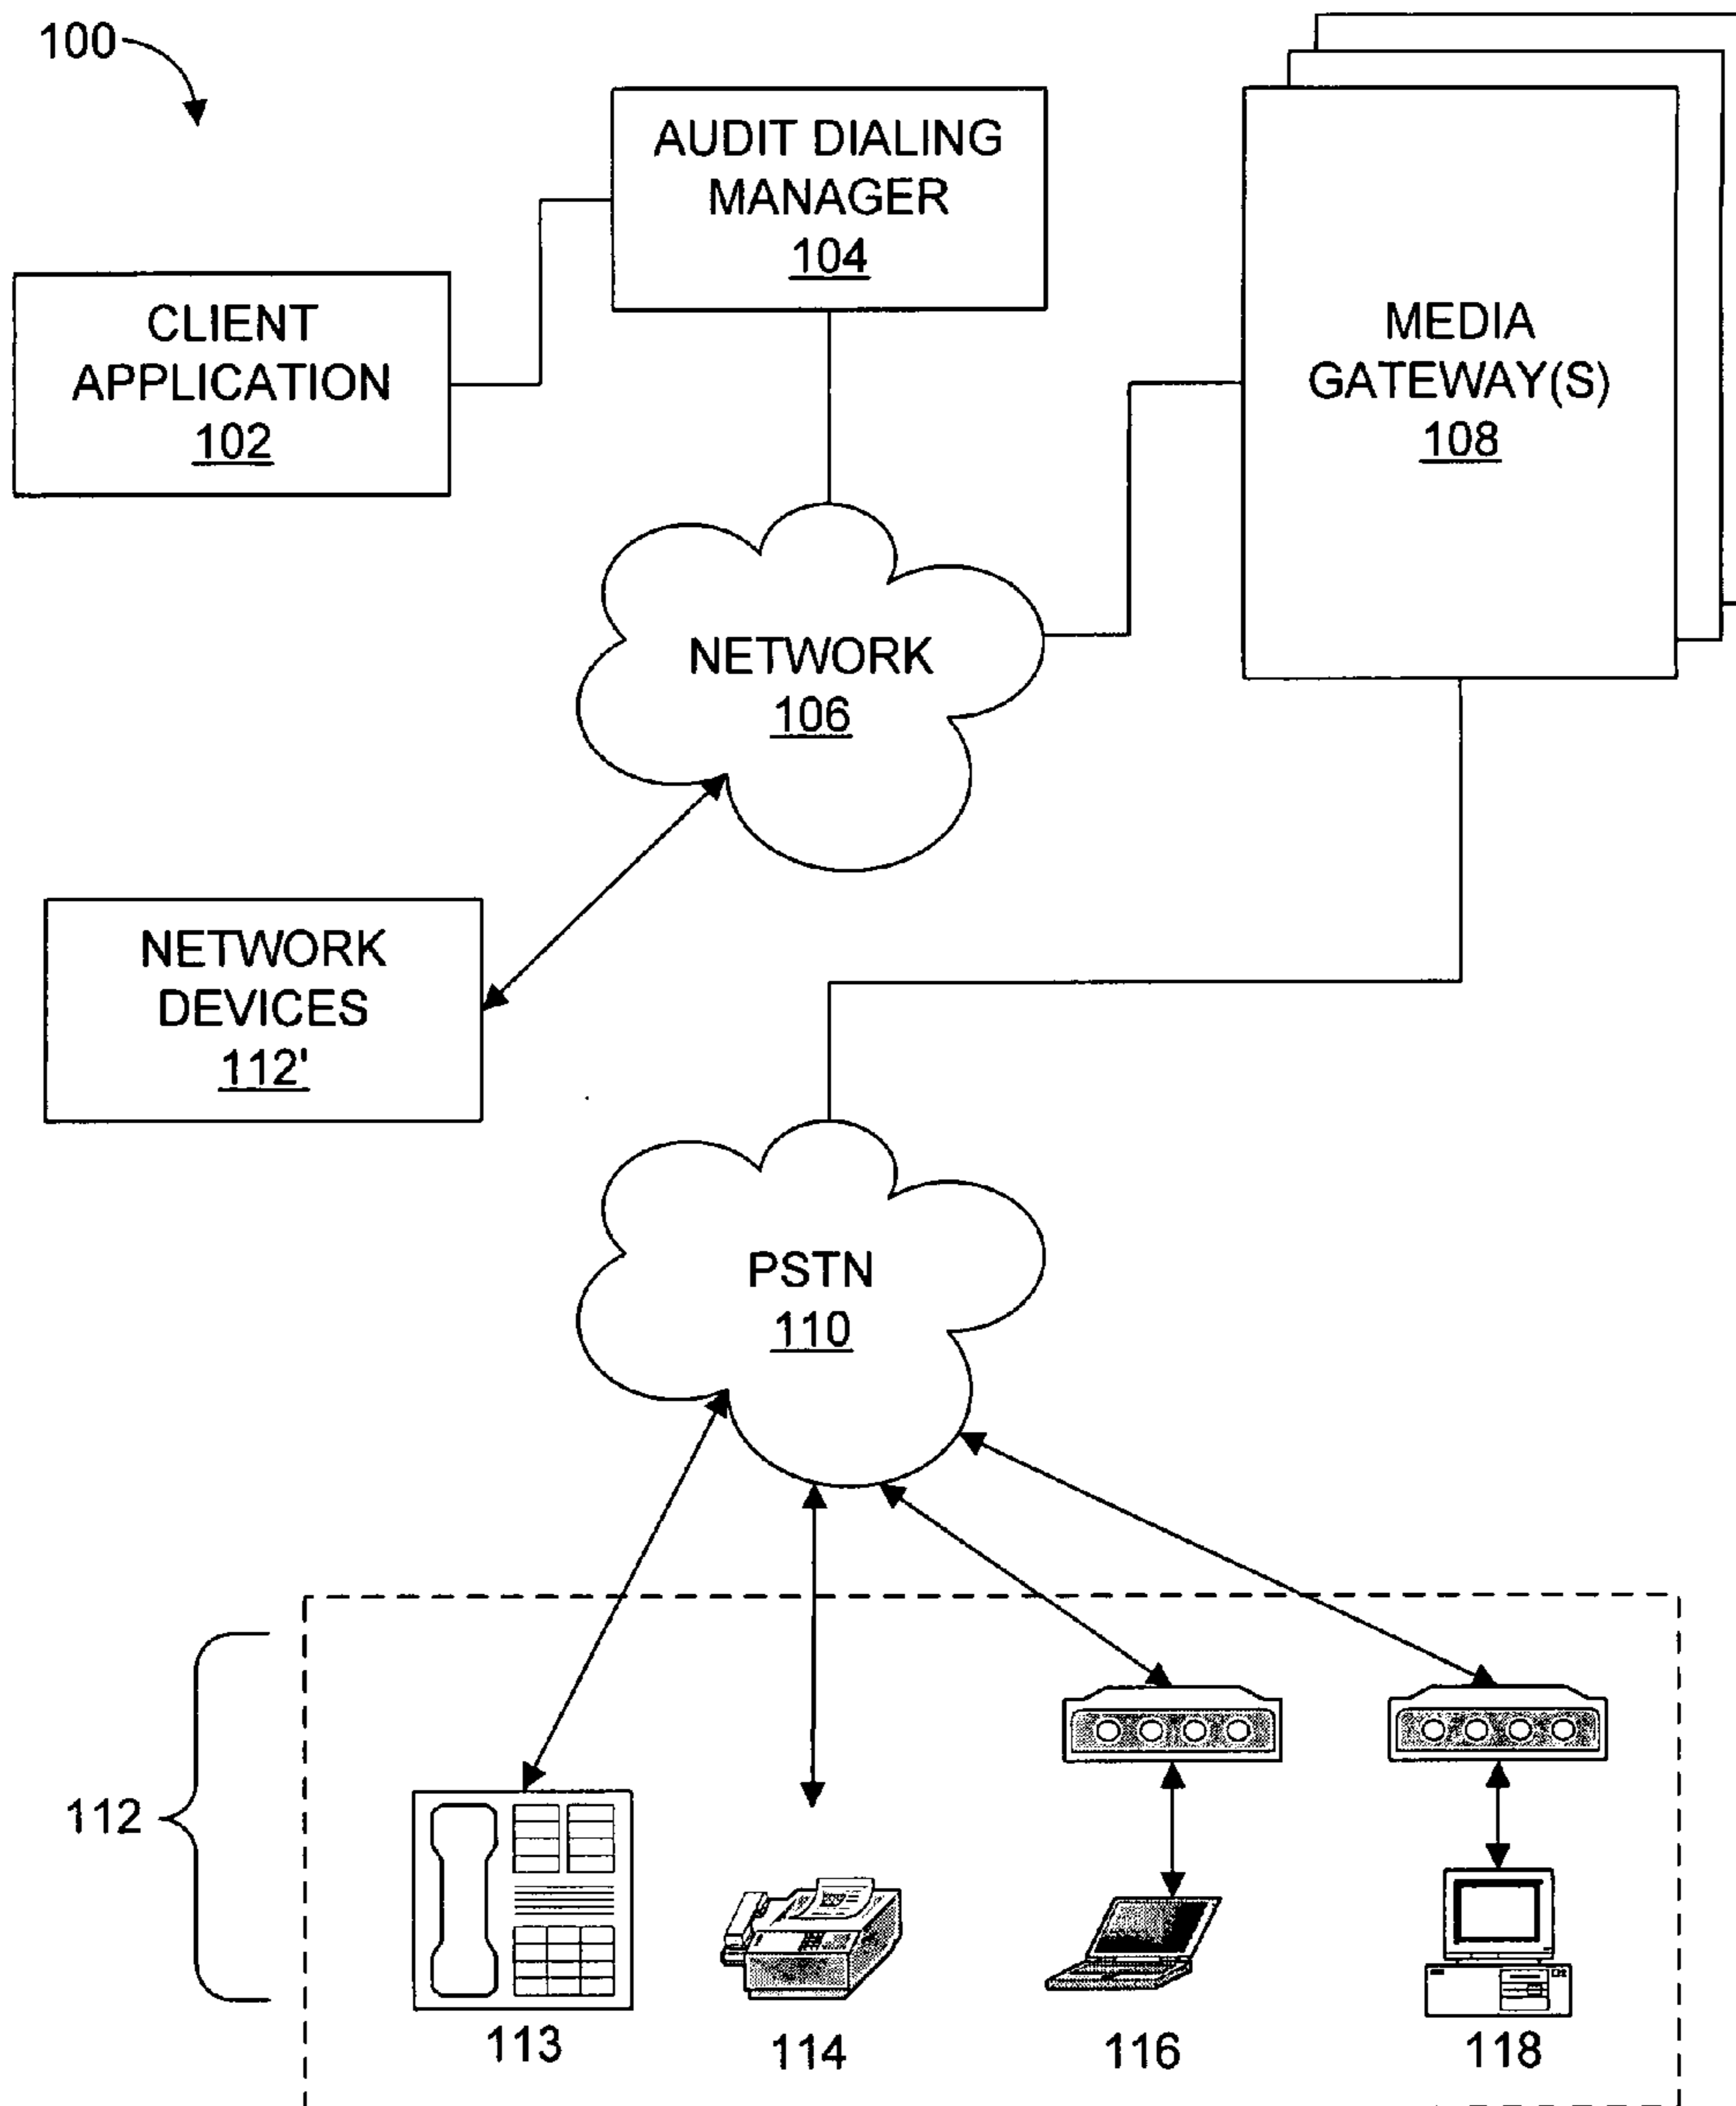 100
AUDIT DIALING
MANAGER
104
CLIENT
APPLICATION
102
MEDIA
GATEWAY(S)
108
NETWORK
106
NETWORK
DEVICES
112'
PSTN
110
112
113
114
116
118